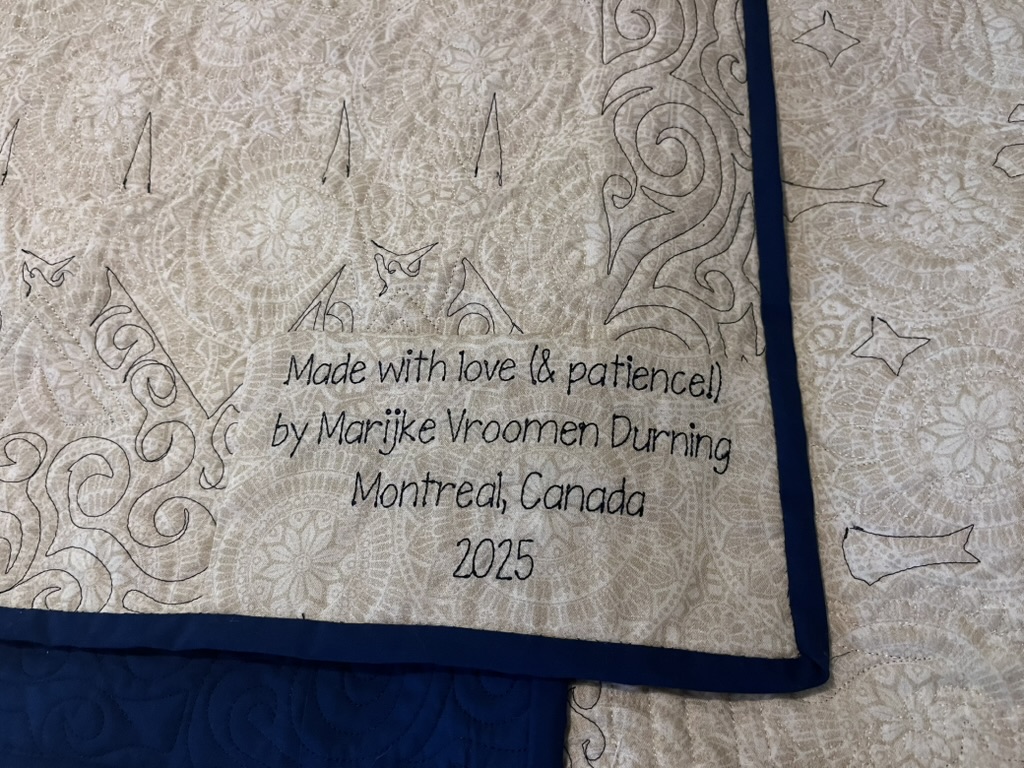 Made with love (& patience!)
by Marijke Vroomen Durning
Montreal, Canada
2025